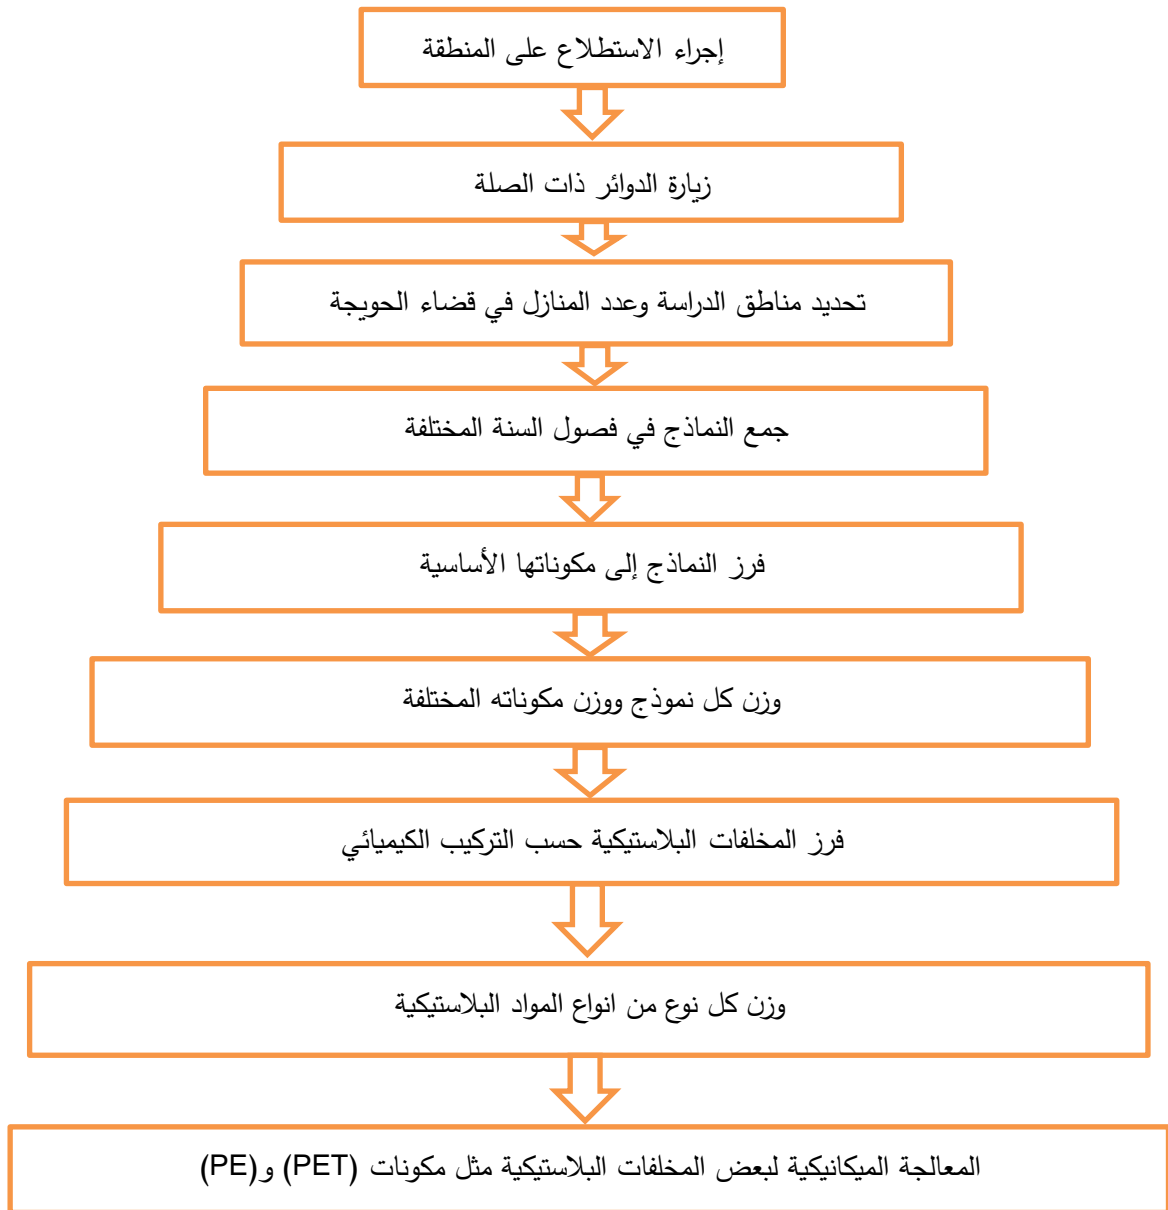 إجراء الاستطلاع على المنطقة
زيارة الدوائر ذات الصلة
تحديد مناطق الدراسة وعدد المنازل في قضاء الحويجة
جمع النماذج في فصول السنة المختلفة
فرز النماذج إلى مكوناتها الأساسية
وزن كل نموذج ووزن مكوناته المختلفة
فرز المخلفات البلاستيكية حسب التركيب الكيميائي
وزن كل نوع من انواع المواد البلاستيكية
المعالجة الميكانيكية لبعض المخلفات البلاستيكية مثل مكونات (PET) و(PE)